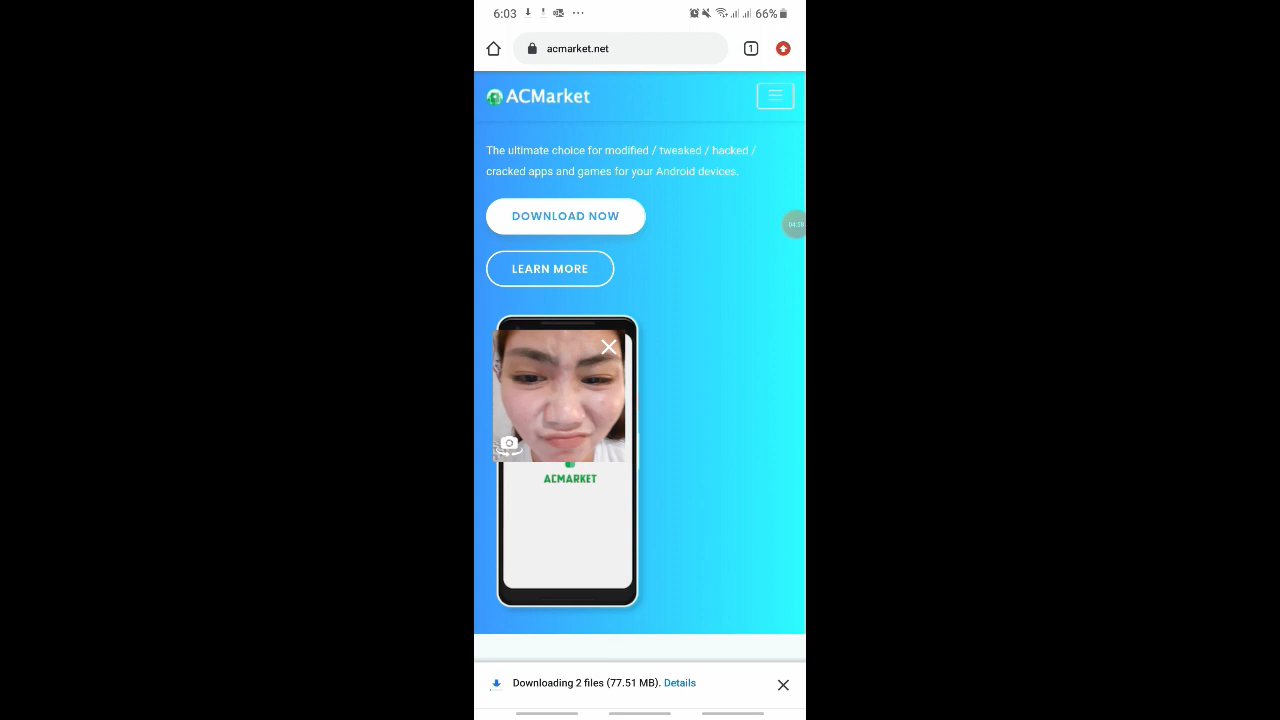 6:03 66%
acmarket.net 1
ACMarket
The ultimate choice for modified / tweaked / hacked /
cracked apps and games for your Android devices.
DOWNLOAD NOW
LEARN MORE
ACMARKET
Downloading 2 files (77.51 MB). Details